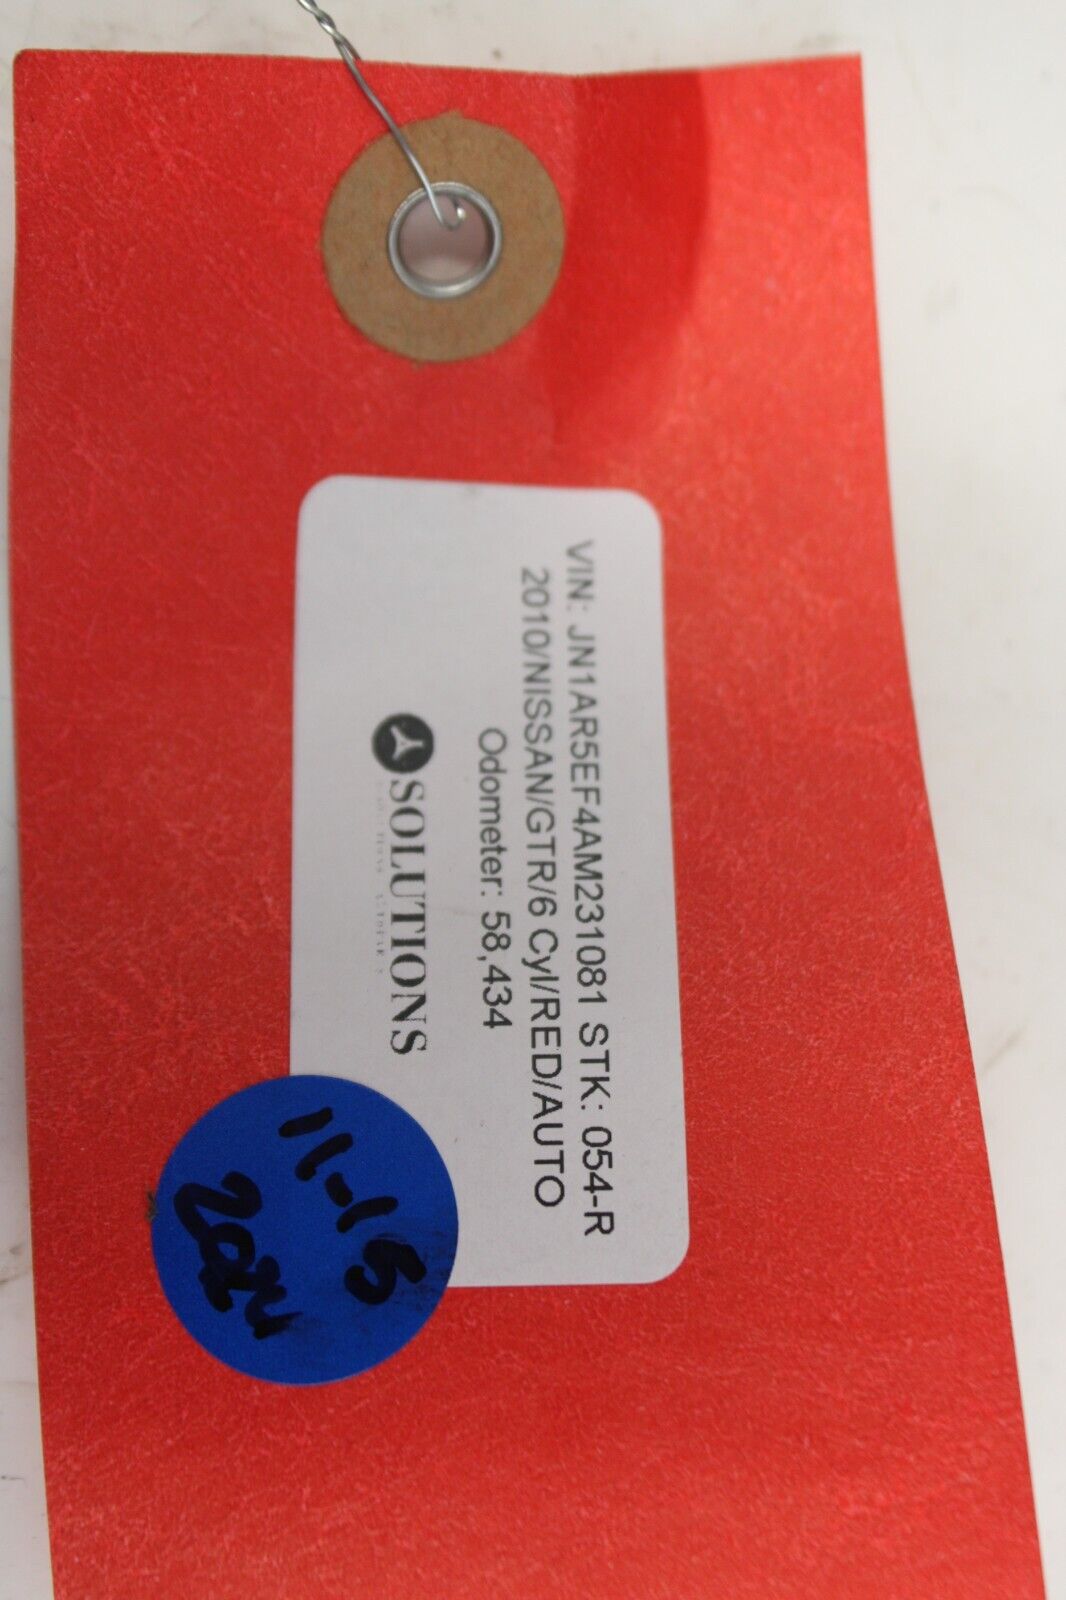 VIN: JN1AR5EF4AM231081 STK: 054-R
2010/NISSAN/GTR/6 Cyl/RED/AUTO
Odometer: 58,434
SOLUTIONS
11-15
2024